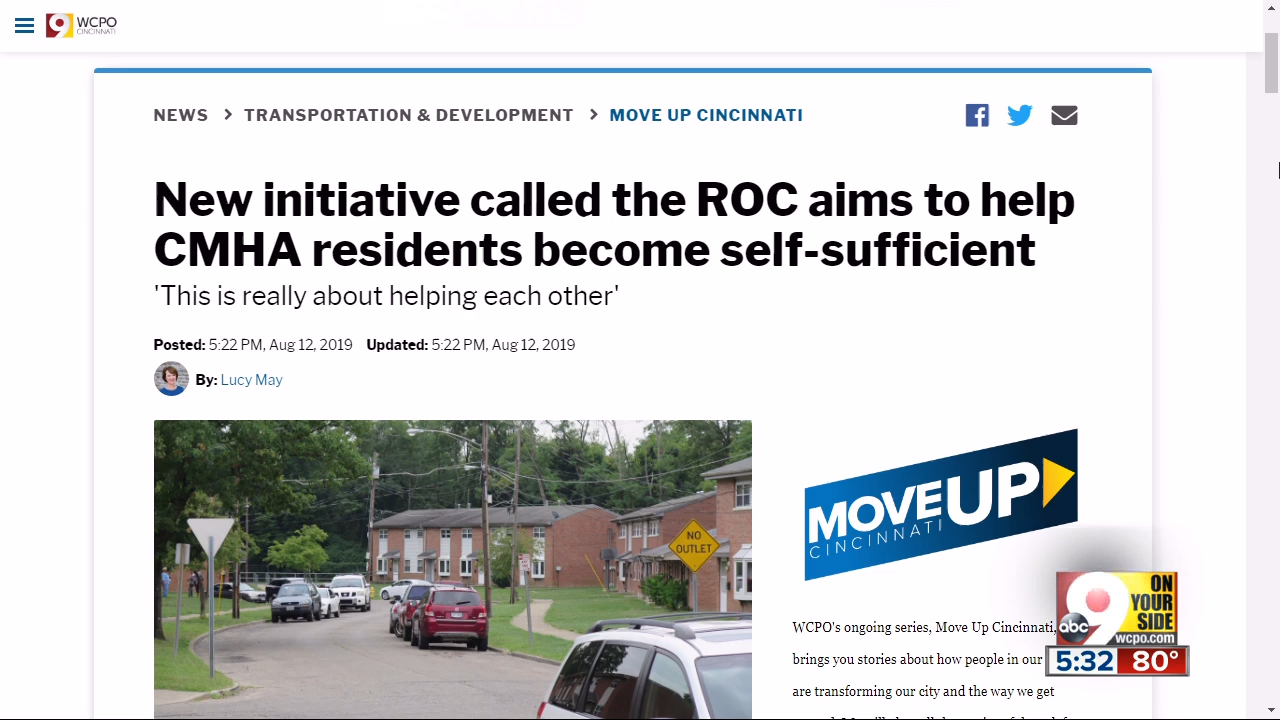 WCPO
CINCINNATI
NEWS > TRANSPORTATION & DEVELOPMENT > MOVE UP CINCINNATI
New initiative called the ROC aims to help
CMHA residents become self-sufficient
'This is really about helping each other'
Posted: 5:22 PM, Aug 12, 2019 Updated: 5:22 PM, Aug 12, 2019
By: Lucy May
NO
OUTLET
MOVE UP
CINCINNATI
WCPO's ongoing series, Move Up Cincinnati,
brings you stories about how people in our
are transforming our city and the way we get
abc 9 ON
YOUR
SIDE
wcpo.com
5:32 80°